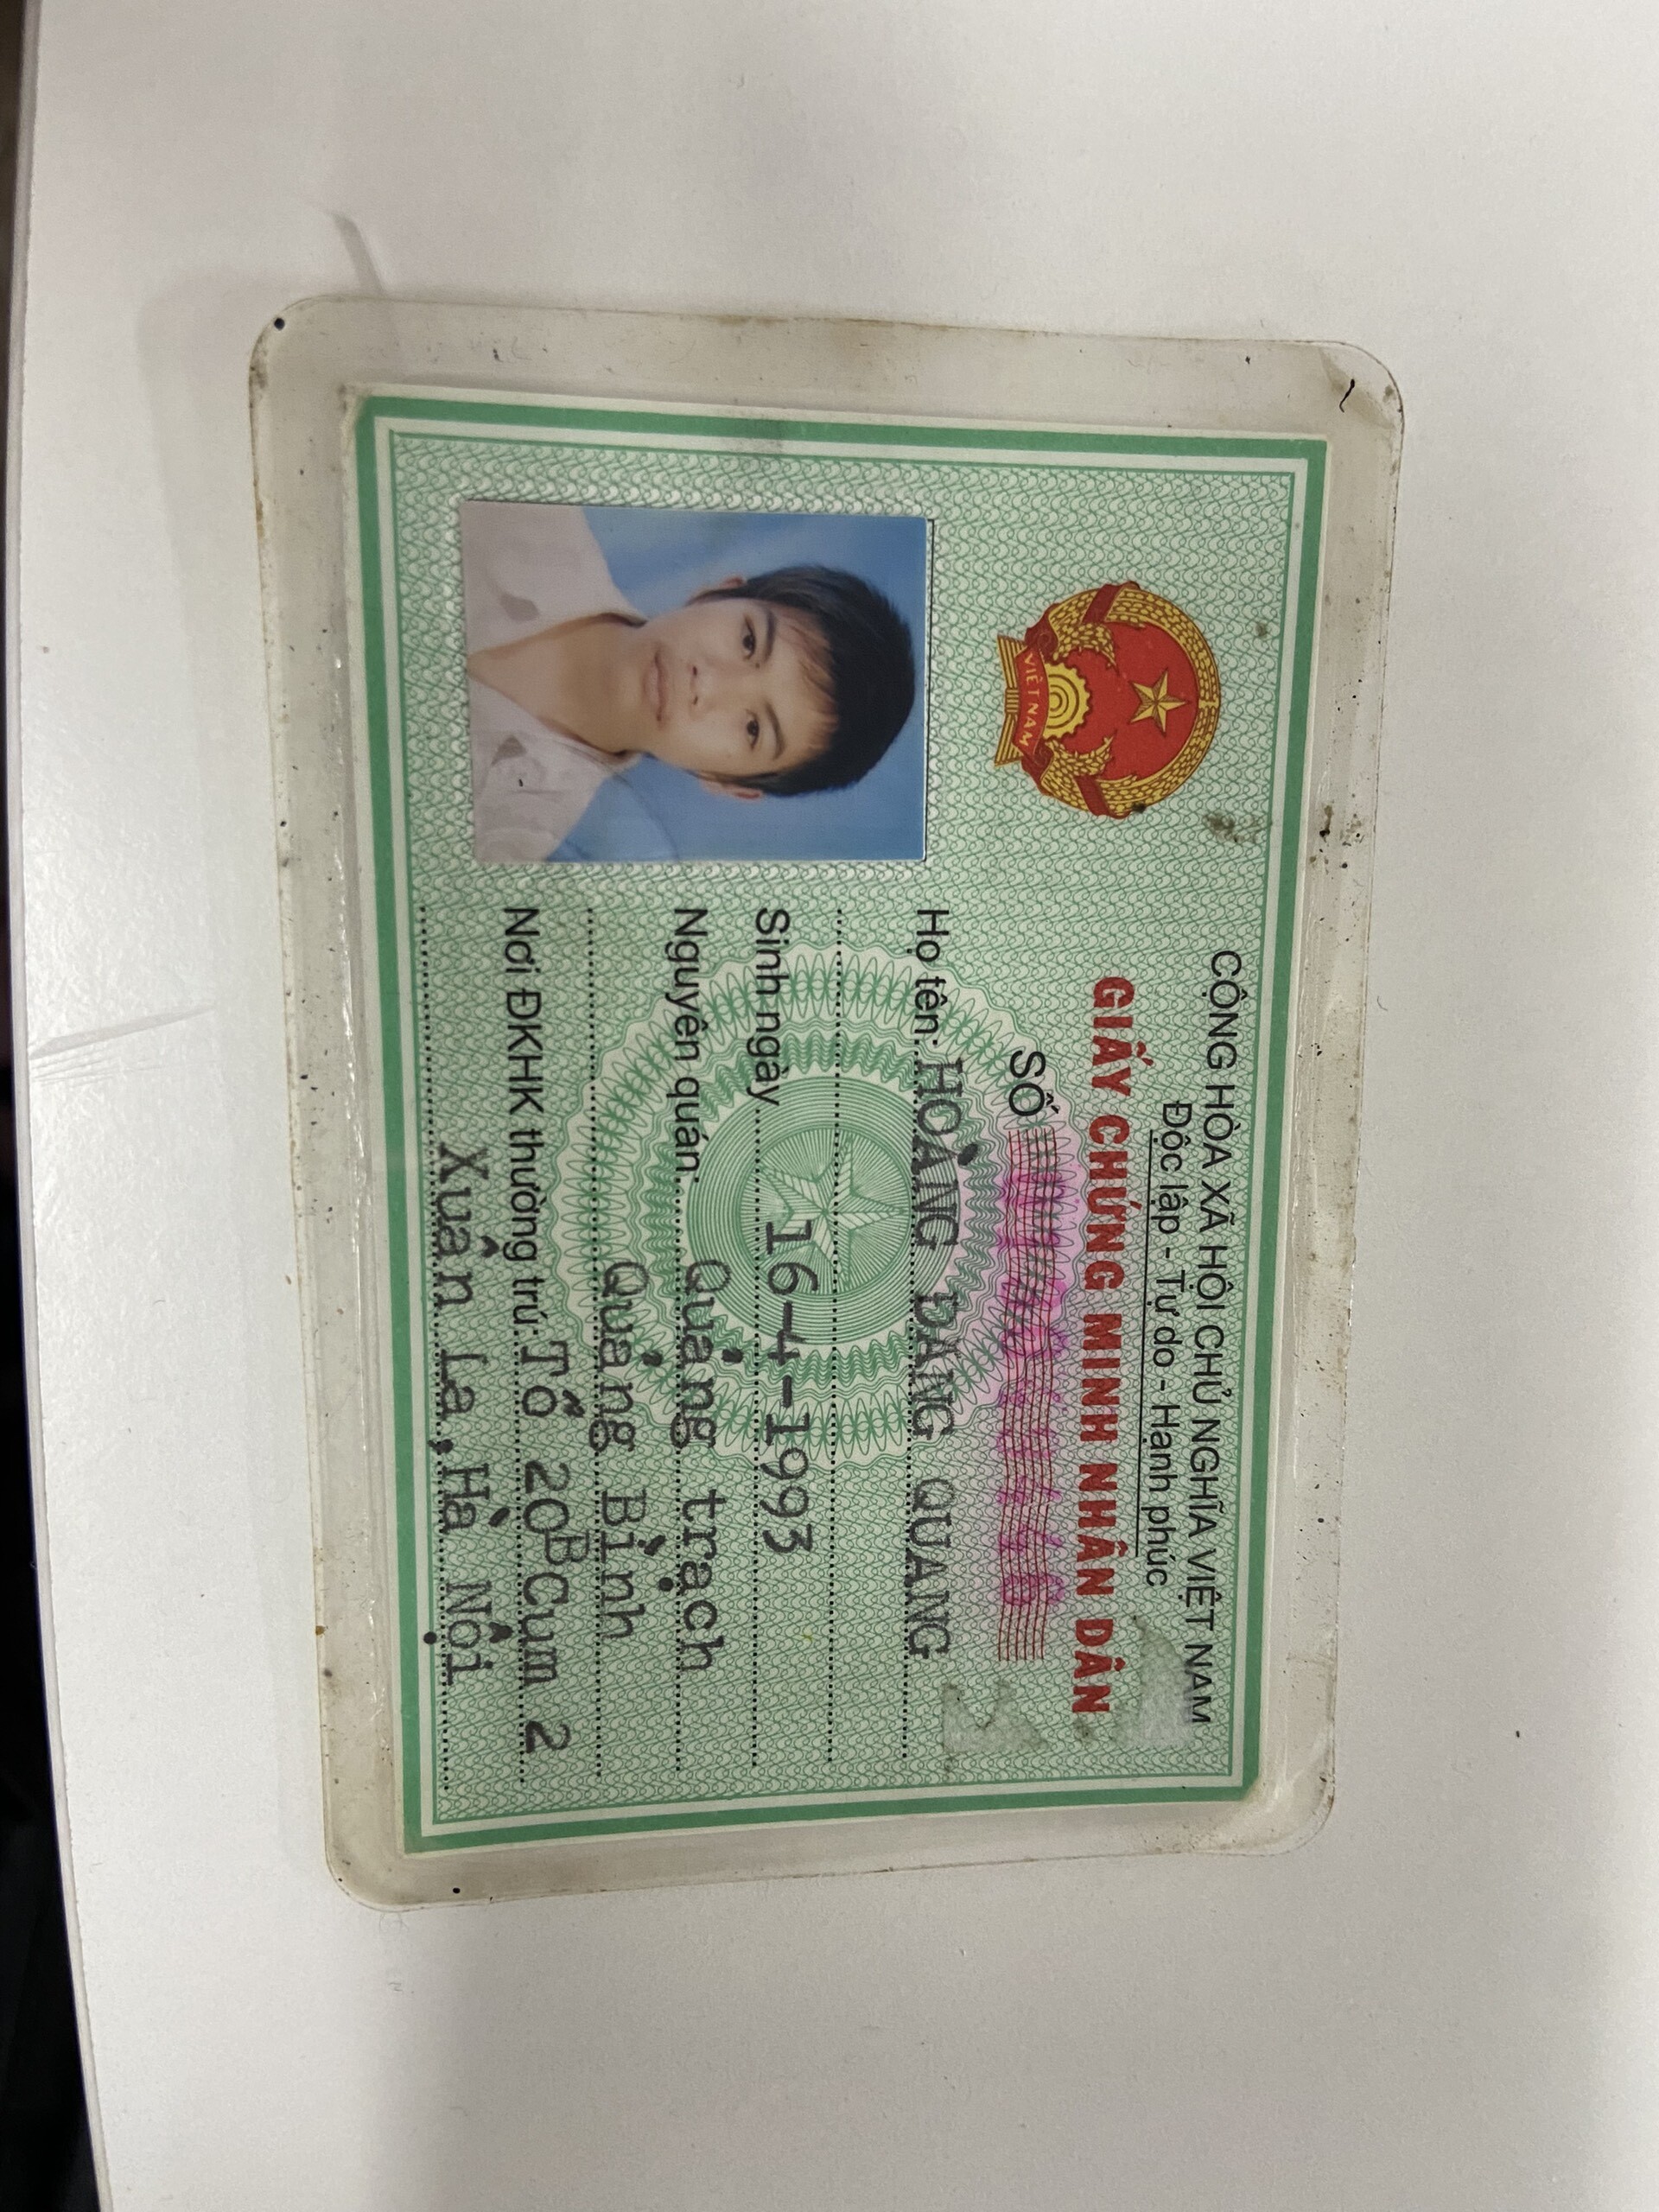 CỘNG HÒA XÃ HỘI CHỦ NGHĨA VIỆT NAM
Độc lập - Tự do - Hạnh phúc
GIẤY CHỨNG MINH NHÂN DÂN
SỐ
VIỆT NAM
Họ tên: HOÀNG ĐĂNG QUANG
Sinh ngày 16-4-1993
Nguyên quán Quảng trạch
Quảng Bình
Nơi ĐKHK thường trú: Tổ 20B Cụm 2
Xuân La, Hà Nội